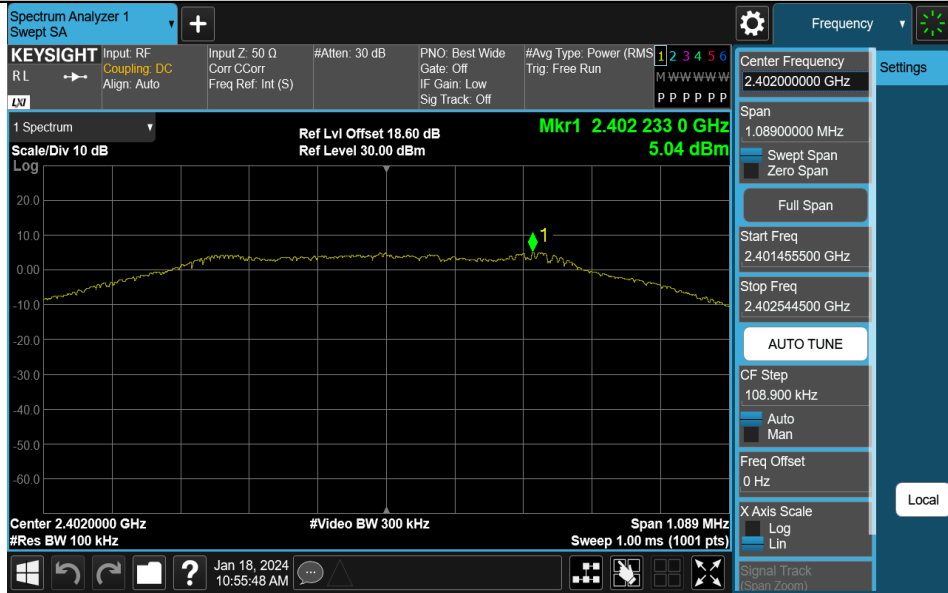 Spectrum Analyzer 1
Swept SA
+
Frequency
KEYSIGHT
R L
LXI
Input: RF
Coupling: DC
Align: Auto
Input Z: 50 Ω
Corr CCorr
Freq Ref: Int (S)
#Atten: 30 dB
PNO: Best Wide
Gate: Off
IF Gain: Low
Sig Track: Off
#Avg Type: Power (RMS
Trig: Free Run
1 2 3 4 5 6
M W W W W W
P P P P P P
1 Spectrum
Scale/Div 10 dB
Log
Ref Lvl Offset 18.60 dB
Ref Level 30.00 dBm
Mkr1 2.402 233 0 GHz
5.04 dBm
20.0
10.0
0.00
-10.0
-20.0
-30.0
-40.0
-50.0
-60.0
1
Center 2.4020000 GHz
#Res BW 100 kHz
#Video BW 300 kHz
Span 1.089 MHz
Sweep 1.00 ms (1001 pts)
Center Frequency
2.402000000 GHz
Span
1.08900000 MHz
Swept Span
Zero Span
Full Span
Start Freq
2.401455500 GHz
Stop Freq
2.402544500 GHz
AUTO TUNE
CF Step
108.900 kHz
Auto
Man
Freq Offset
0 Hz
X Axis Scale
Log
Lin
Signal Track
(Span Zoom)
Settings
Local
?
Jan 18, 2024
10:55:48 AM